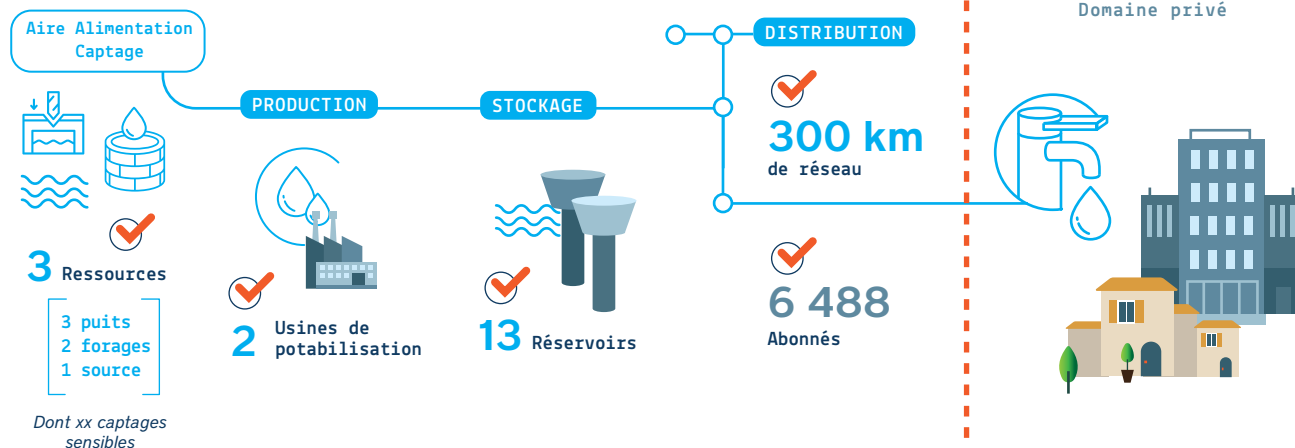 Aire Alimentation
Captage
3 Ressources
3 puits
2 forages
1 source
Dont xx captages
sensibles
PRODUCTION
2 Usines de
potabilisation
STOCKAGE
13 Réservoirs
DISTRIBUTION
300 km
de réseau
6 488
Abonnés
Domaine privé